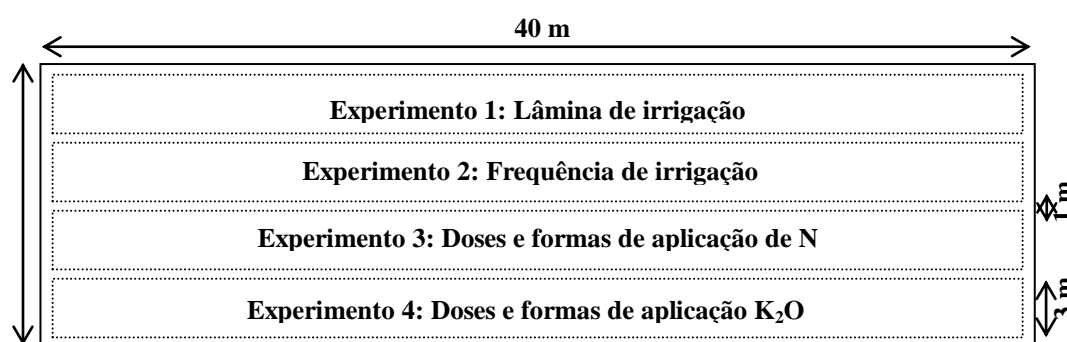 40 m
Experimento 1: Lâmina de irrigação
Experimento 2: Frequência de irrigação
1 m
Experimento 3: Doses e formas de aplicação de N
Experimento 4: Doses e formas de aplicação K₂O
3 m